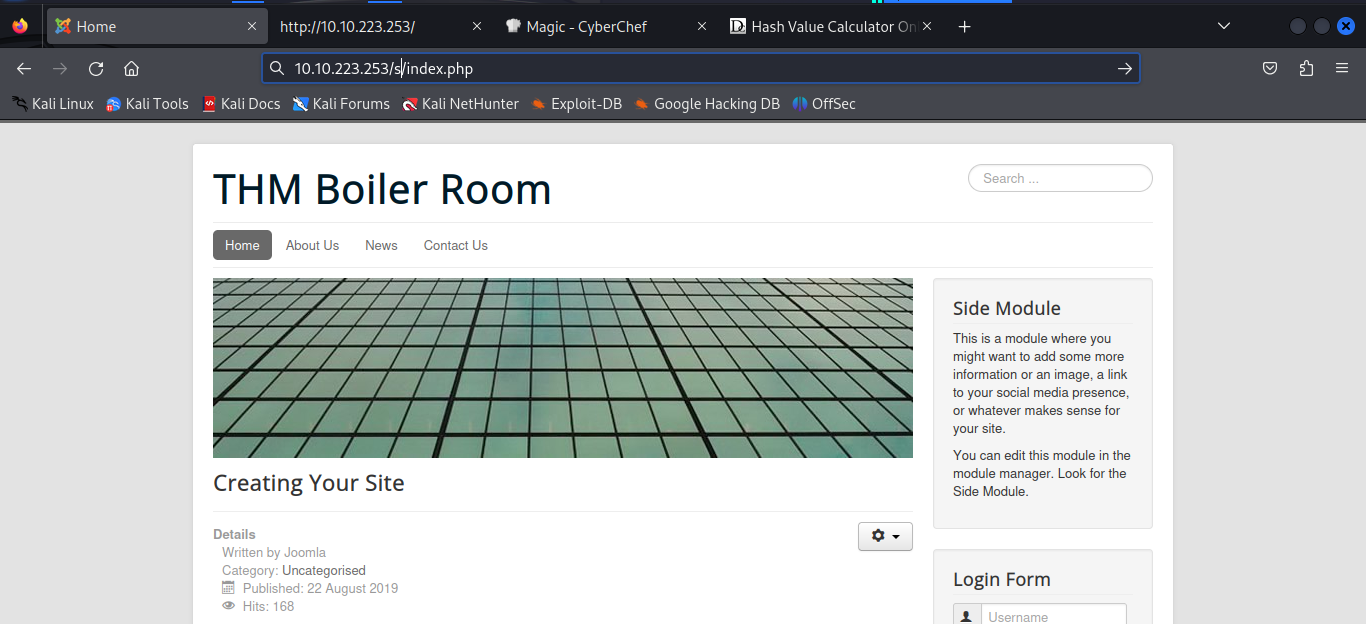 Home
http://10.10.223.253/
Magic - CyberChef
Hash Value Calculator On
10.10.223.253/s/index.php
Kali Linux
Kali Tools
Kali Docs
Kali Forums
Kali NetHunter
Exploit-DB
Google Hacking DB
OffSec
THM Boiler Room
Search ...
Home
About Us
News
Contact Us
Creating Your Site
Details
Written by Joomla
Category: Uncategorised
Published: 22 August 2019
Hits: 168
Side Module
This is a module where you
might want to add some more
information or an image, a link
to your social media presence,
or whatever makes sense for
your site.
You can edit this module in the
module manager. Look for the
Side Module.
Login Form
Username